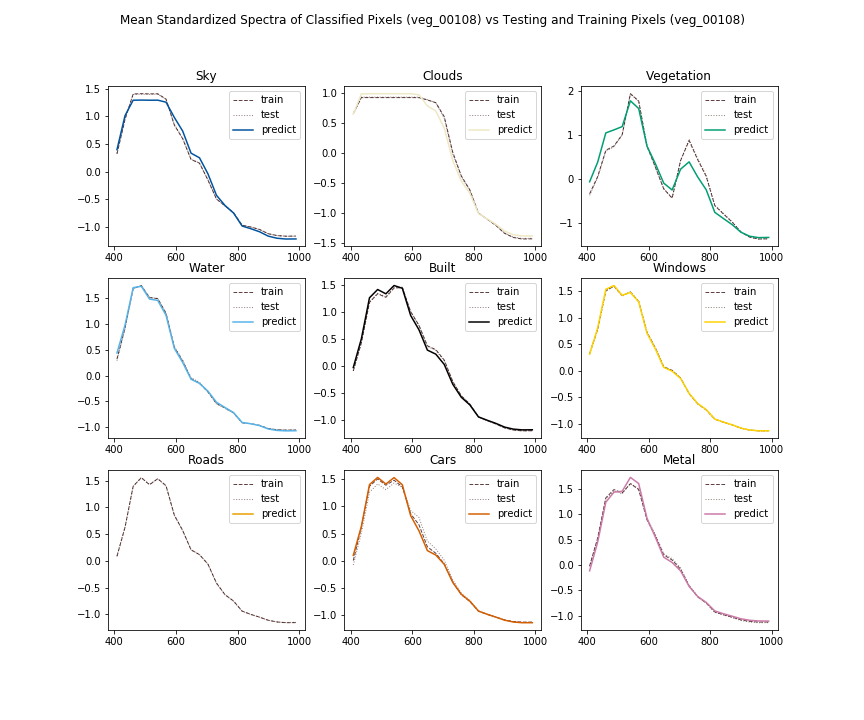 Mean Standardized Spectra of Classified Pixels (veg_00108) vs Testing and Training Pixels (veg_00108)
Sky
train
test
predict
1.5
1.0
0.5
0.0
−0.5
−1.0
400 600 800 1000
Clouds
train
test
predict
1.0
0.5
0.0
−0.5
−1.0
−1.5
400 600 800 1000
Vegetation
train
test
predict
2
1
0
−1
400 600 800 1000
Water
train
test
predict
1.5
1.0
0.5
0.0
−0.5
−1.0
400 600 800 1000
Built
train
test
predict
1.5
1.0
0.5
0.0
−0.5
−1.0
400 600 800 1000
Windows
train
test
predict
1.5
1.0
0.5
0.0
−0.5
−1.0
400 600 800 1000
Roads
train
test
predict
1.5
1.0
0.5
0.0
−0.5
−1.0
400 600 800 1000
Cars
train
test
predict
1.5
1.0
0.5
0.0
−0.5
−1.0
400 600 800 1000
Metal
train
test
predict
1.5
1.0
0.5
0.0
−0.5
−1.0
400 600 800 1000